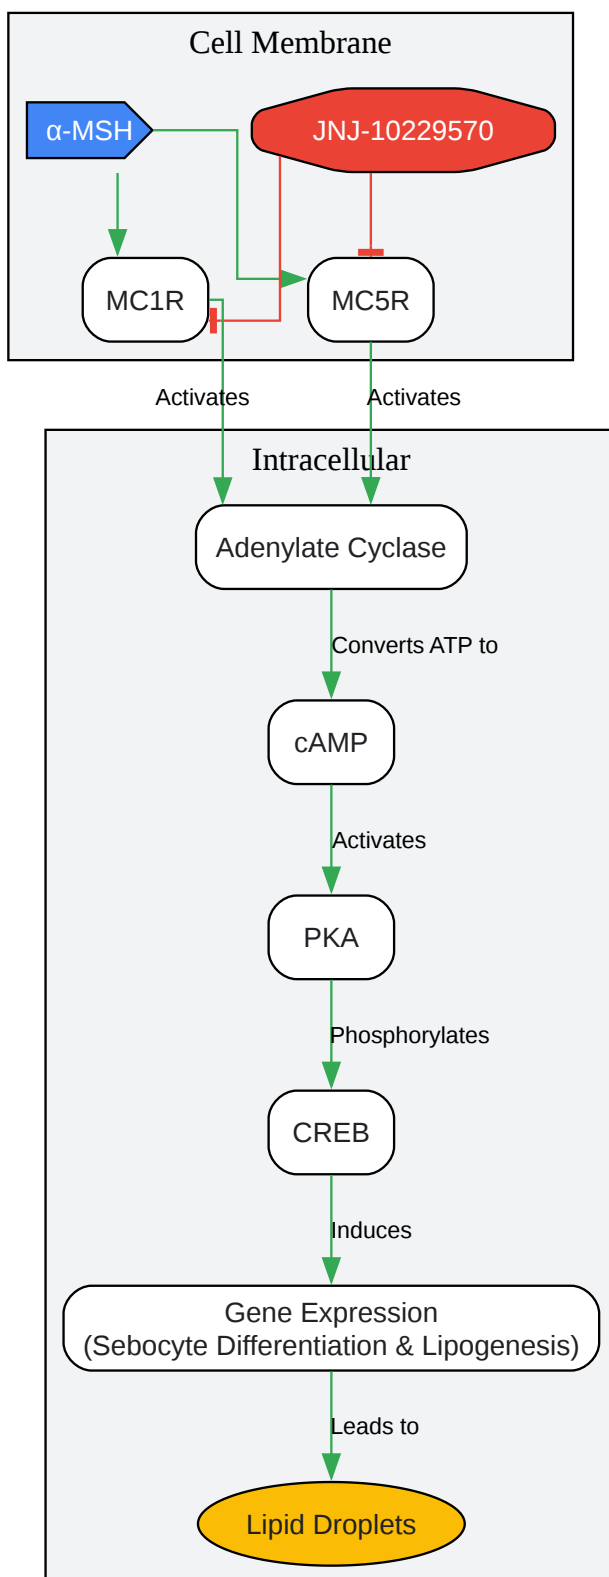 Cell Membrane
α-MSH
JNJ-10229570
MC1R
MC5R
Activates
Activates
Intracellular
Adenylate Cyclase
Converts ATP to
cAMP
Activates
PKA
Phosphorylates
CREB
Induces
Gene Expression
(Sebocyte Differentiation & Lipogenesis)
Leads to
Lipid Droplets